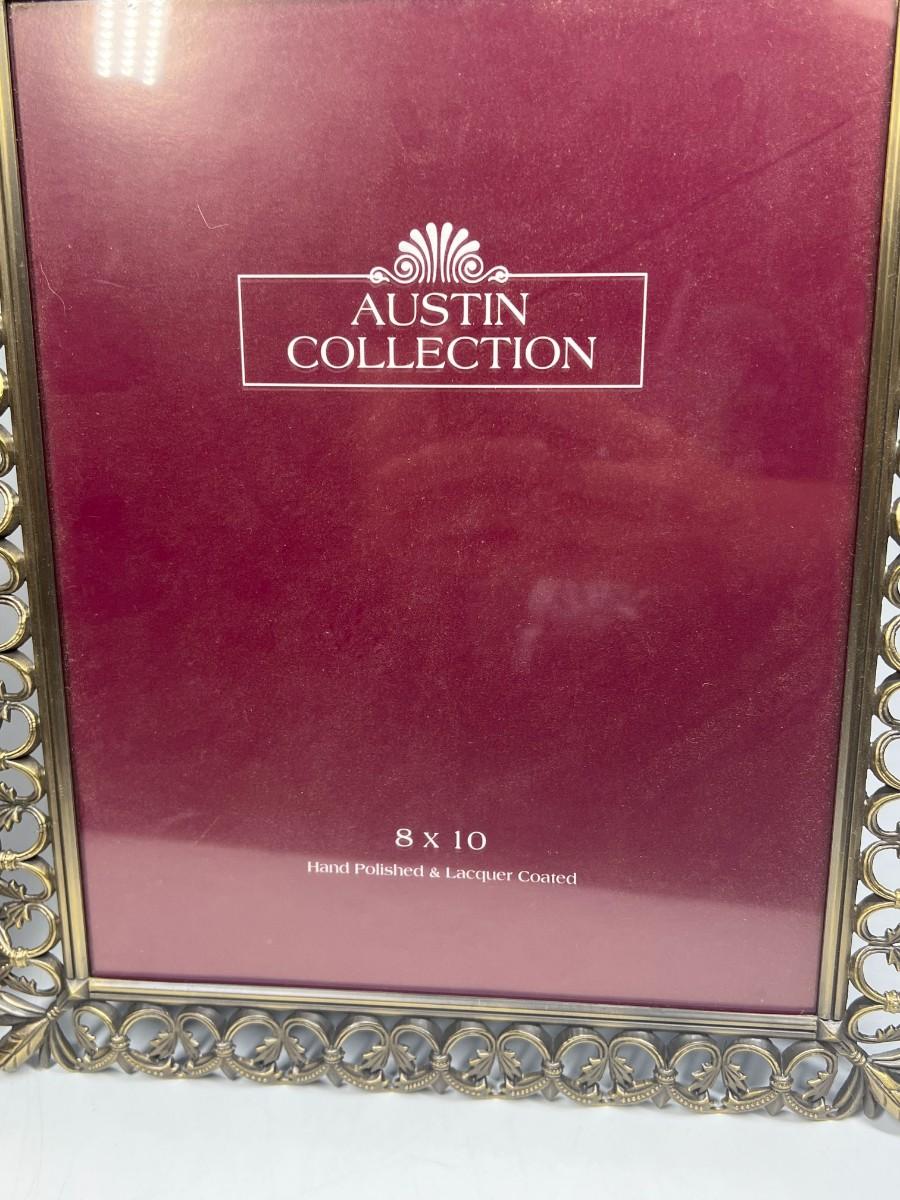 AUSTIN
COLLECTION
8 x 10
Hand Polished & Lacquer Coated